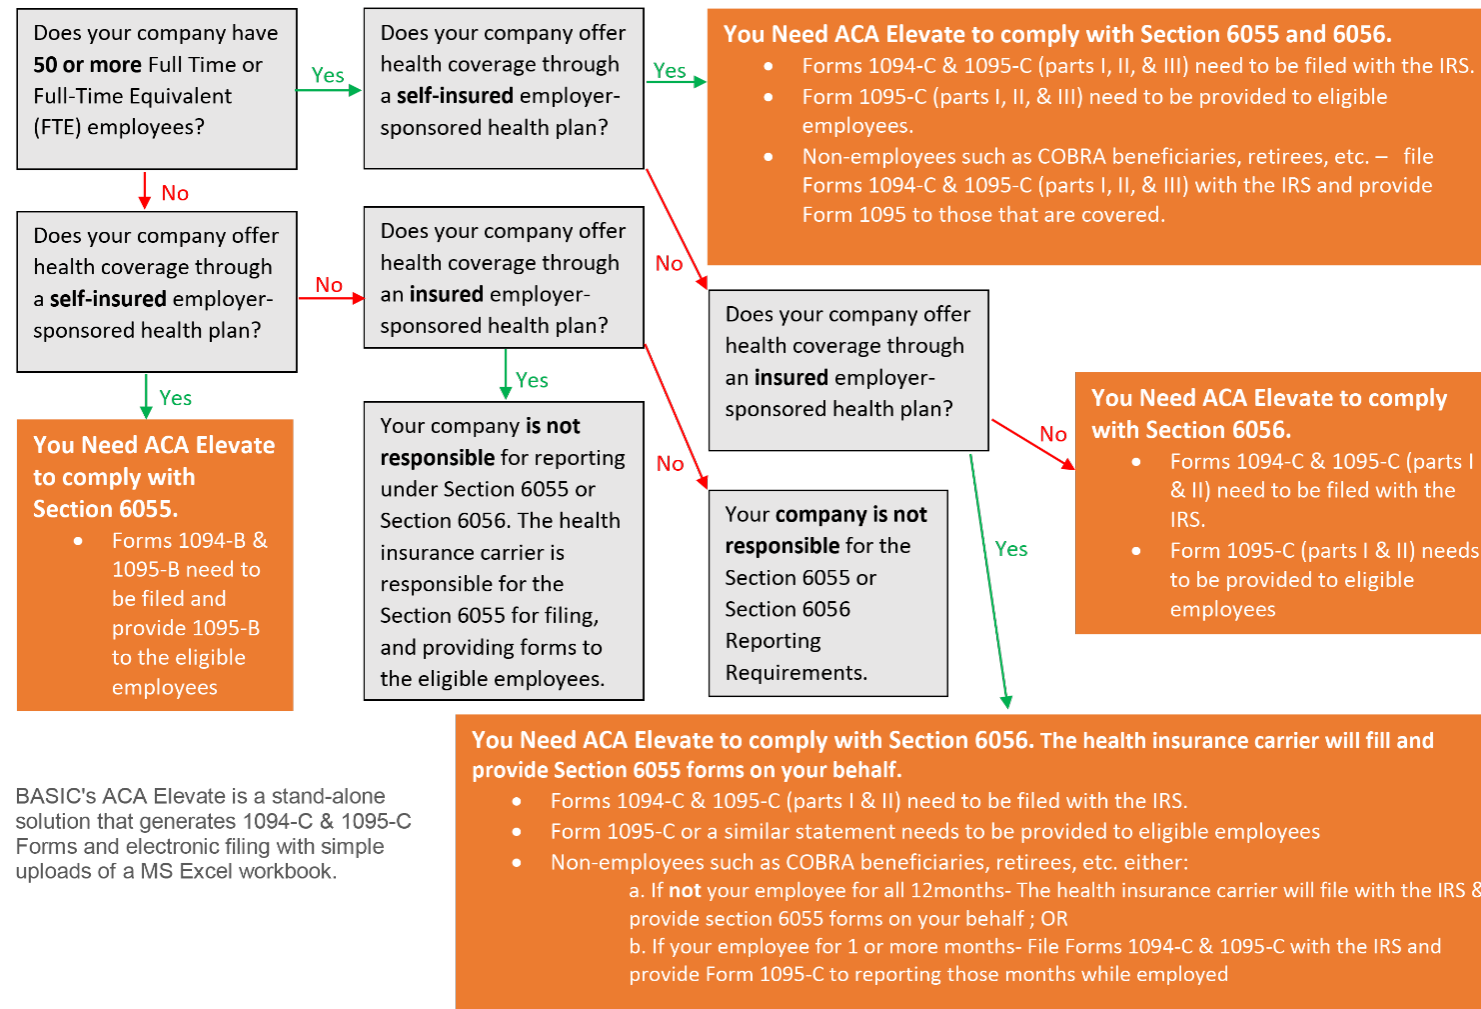 Does your company have
50 or more Full Time or
Full-Time Equivalent
(FTE) employees?
Yes
Does your company offer
health coverage through
a self-insured employer-
sponsored health plan?
Yes
You Need ACA Elevate to comply with Section 6055 and 6056.
• Forms 1094-C & 1095-C (parts I, II, & III) need to be filed with the IRS.
• Form 1095-C (parts I, II, & III) need to be provided to eligible
employees.
• Non-employees such as COBRA beneficiaries, retirees, etc. – file
Forms 1094-C & 1095-C (parts I, II, & III) with the IRS and provide
Form 1095 to those that are covered.
No
Does your company offer
health coverage through
a self-insured employer-
sponsored health plan?
No
Does your company offer
health coverage through
an insured employer-
sponsored health plan?
No
Does your company offer
health coverage through
an insured employer-
sponsored health plan?
No
You Need ACA Elevate to comply
with Section 6056.
• Forms 1094-C & 1095-C (parts I
& II) need to be filed with the
IRS.
• Form 1095-C (parts I & II) needs
to be provided to eligible
employees
Yes
You Need ACA Elevate
to comply with
Section 6055.
• Forms 1094-B &
1095-B need to
be filed and
provide 1095-B
to the eligible
employees
Yes
Your company is not
responsible for reporting
under Section 6055 or
Section 6056. The health
insurance carrier is
responsible for the
Section 6055 for filing,
and providing forms to
the eligible employees.
No
Your company is not
responsible for the
Section 6055 or
Section 6056
Reporting
Requirements.
Yes
You Need ACA Elevate to comply with Section 6056. The health insurance carrier will fill and
provide Section 6055 forms on your behalf.
• Forms 1094-C & 1095-C (parts I & II) need to be filed with the IRS.
• Form 1095-C or a similar statement needs to be provided to eligible employees
• Non-employees such as COBRA beneficiaries, retirees, etc. either:
a. If not your employee for all 12months- The health insurance carrier will file with the IRS &
provide section 6055 forms on your behalf ; OR
b. If your employee for 1 or more months- File Forms 1094-C & 1095-C with the IRS and
provide Form 1095-C to reporting those months while employed
BASIC's ACA Elevate is a stand-alone
solution that generates 1094-C & 1095-C
Forms and electronic filing with simple
uploads of a MS Excel workbook.